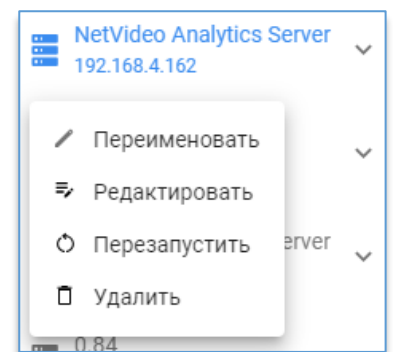 NetVideo Analytics Server
192.168.4.162
Переименовать
Редактировать
Перезапустить
erver
Удалить
0.84